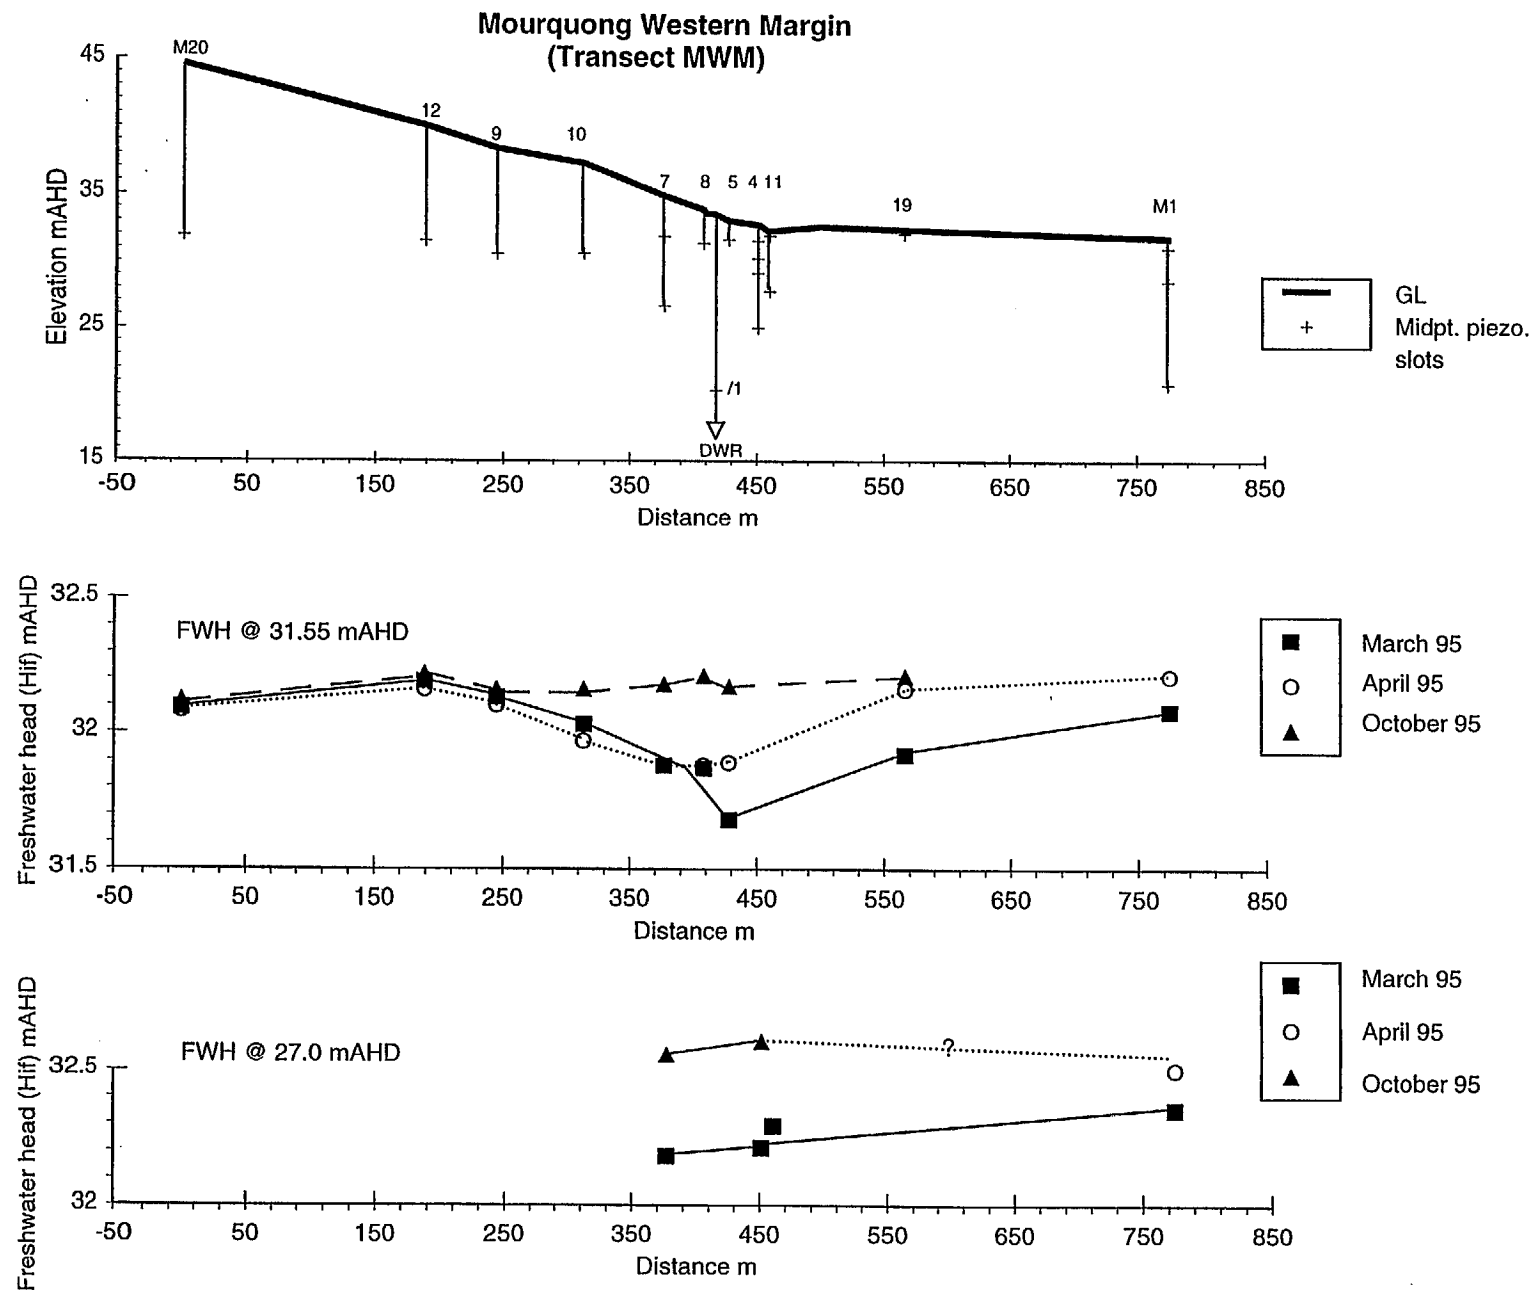 Mourquong Western Margin
(Transect MWM)
45
35
25
15
Elevation mAHD
M20
12
9
10
7
8
5
4
11
19
M1
/1
DWR
-50
50
150
250
350
450
550
650
750
850
Distance m
GL
+ Midpt. piezo.
slots
Freshwater head (Hif) mAHD
32.5
32
31.5
FWH @ 31.55 mAHD
-50
50
150
250
350
450
550
650
750
850
Distance m
March 95
April 95
October 95
Freshwater head (Hif) mAHD
32.5
32
FWH @ 27.0 mAHD
?
-50
50
150
250
350
450
550
650
750
850
Distance m
March 95
April 95
October 95